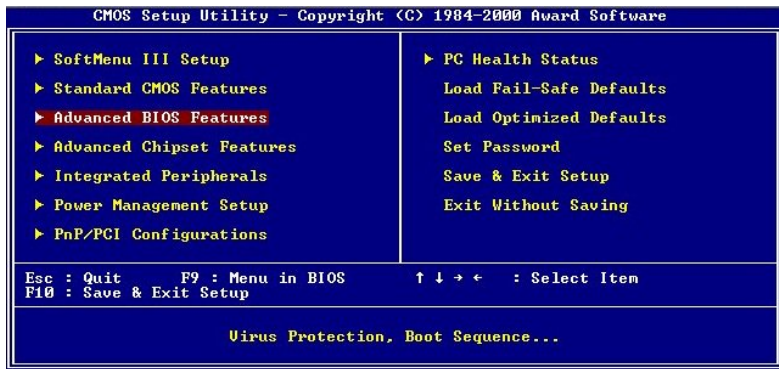 CMOS Setup Utility - Copyright (C) 1984-2000 Award Software
▶ SoftMenu III Setup
▶ Standard CMOS Features
▶ Advanced BIOS Features
▶ Advanced Chipset Features
▶ Integrated Peripherals
▶ Power Management Setup
▶ PnP/PCI Configurations
▶ PC Health Status
Load Fail-Safe Defaults
Load Optimized Defaults
Set Password
Save & Exit Setup
Exit Without Saving
Esc : Quit F9 : Menu in BIOS ↑ ↓ → ← : Select Item
F10 : Save & Exit Setup
Virus Protection, Boot Sequence...